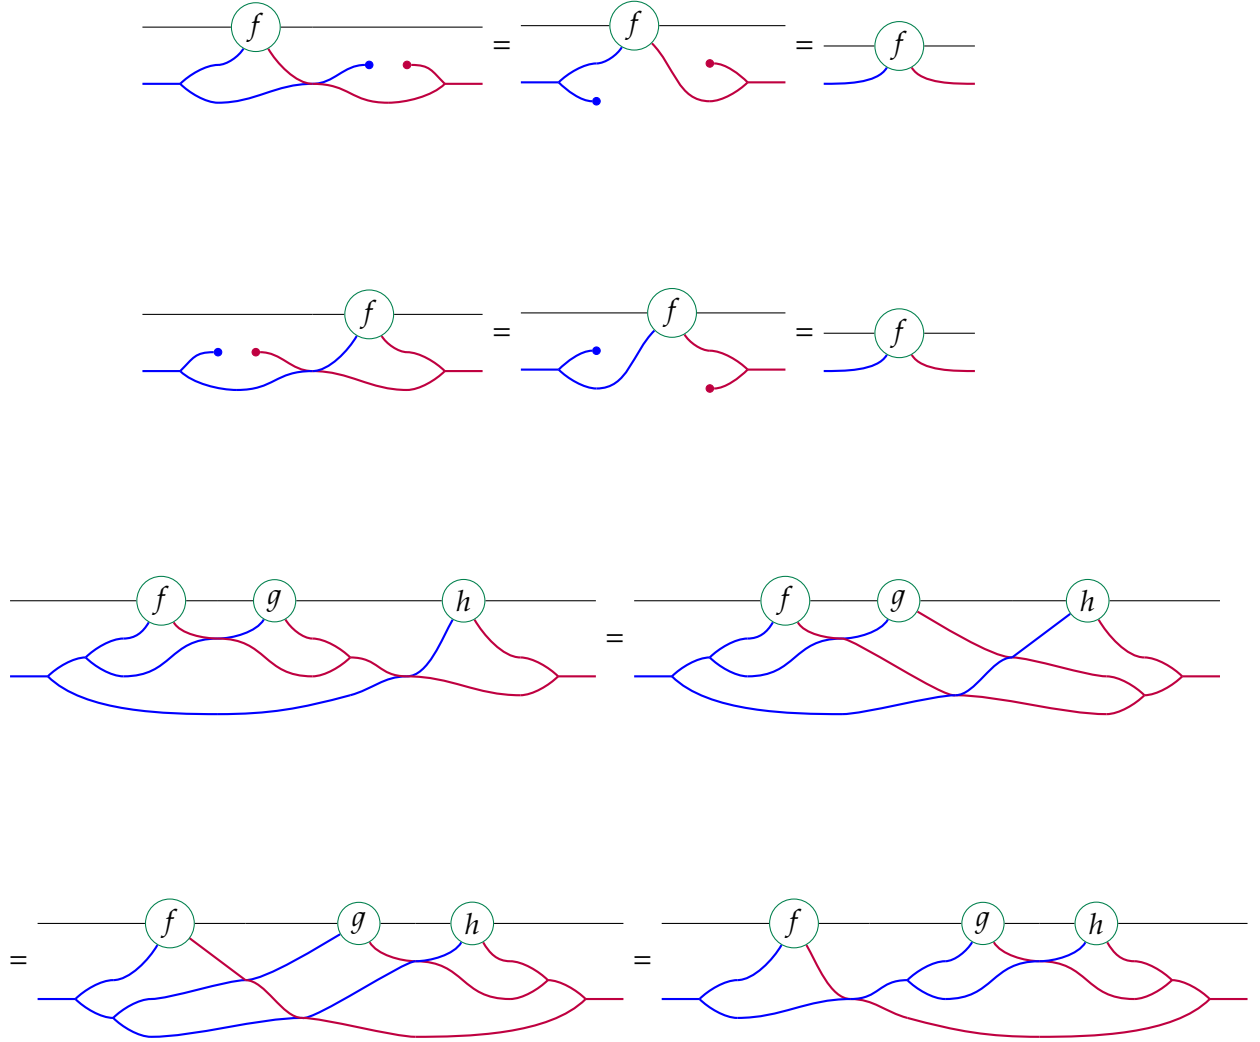 f = f = f
f = f = f
f g h = f g h
= f g h = f g h